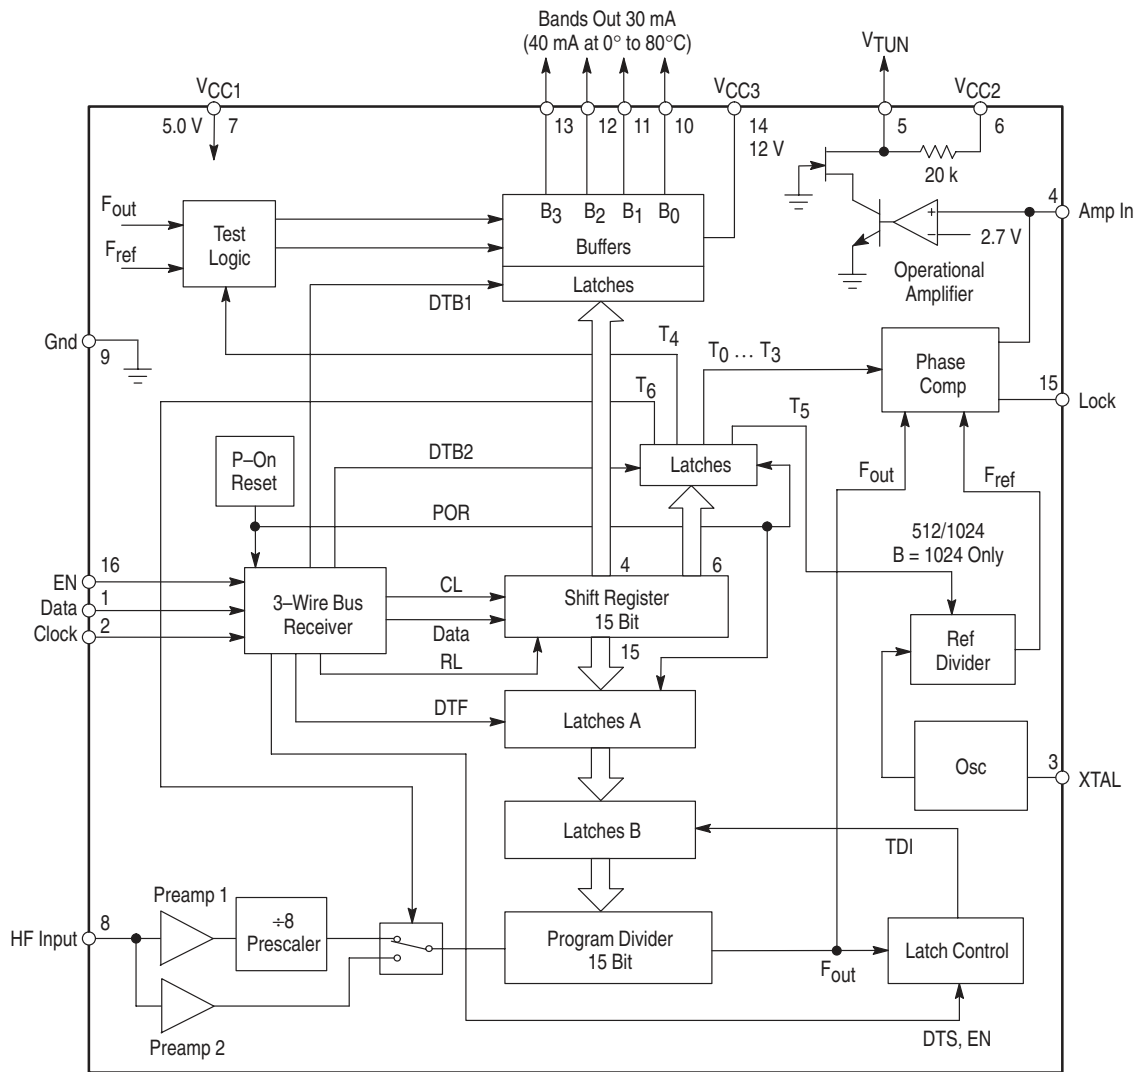 Bands Out 30 mA
(40 mA at 0° to 80°C)
VTUN
VCC1
VCC3
VCC2
5.0 V
7
13
12
11
10
14
12 V
5
6
20 k
4
Amp In
+
–
2.7 V
Operational
Amplifier
Fout
Fref
Test
Logic
B3
B2
B1
B0
Buffers
Latches
DTB1
Gnd
9
T4
T0 … T3
T6
T5
Phase
Comp
15
Lock
P–On
Reset
DTB2
Latches
Fout
Fref
POR
512/1024
B = 1024 Only
EN
16
Data
1
Clock
2
3–Wire Bus
Receiver
CL
Data
RL
4
6
Shift Register
15 Bit
15
Ref
Divider
DTF
Latches A
Osc
3
XTAL
Latches B
TDI
Preamp 1
HF Input
8
÷8
Prescaler
Program Divider
15 Bit
Fout
Latch Control
Preamp 2
DTS, EN